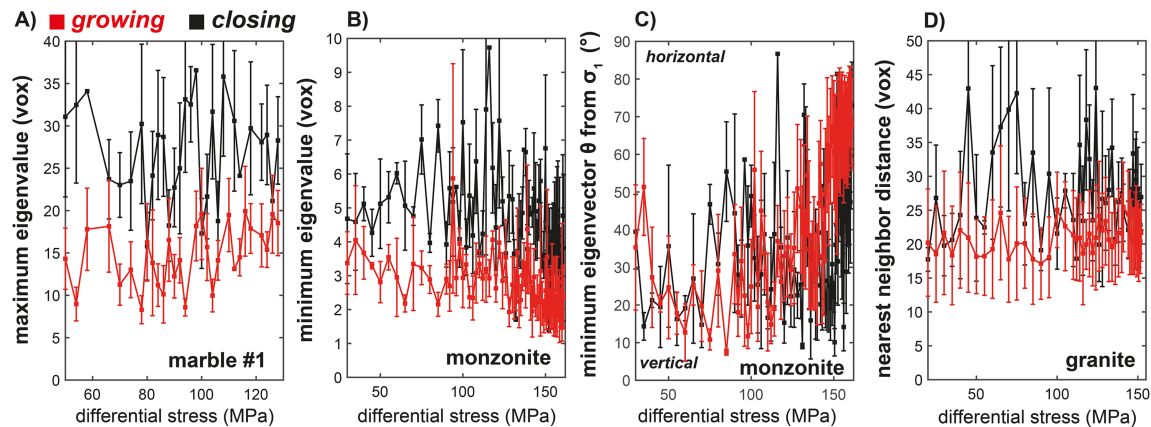 A) growing closing B) C) D)
maximum eigenvalue (vox)
40
35
30
25
20
15
10
5
0
marble #1
60 80 100 120
differential stress (MPa)
minimum eigenvalue (vox)
10
9
8
7
6
5
4
3
2
1
0
monzonite
50 100 150
differential stress (MPa)
minimum eigenvector θ from σ1 (°)
90
80
70
60
50
40
30
20
10
0
horizontal
vertical
monzonite
50 100 150
differential stress (MPa)
nearest neighbor distance (vox)
50
45
40
35
30
25
20
15
10
5
0
granite
50 100 150
differential stress (MPa)